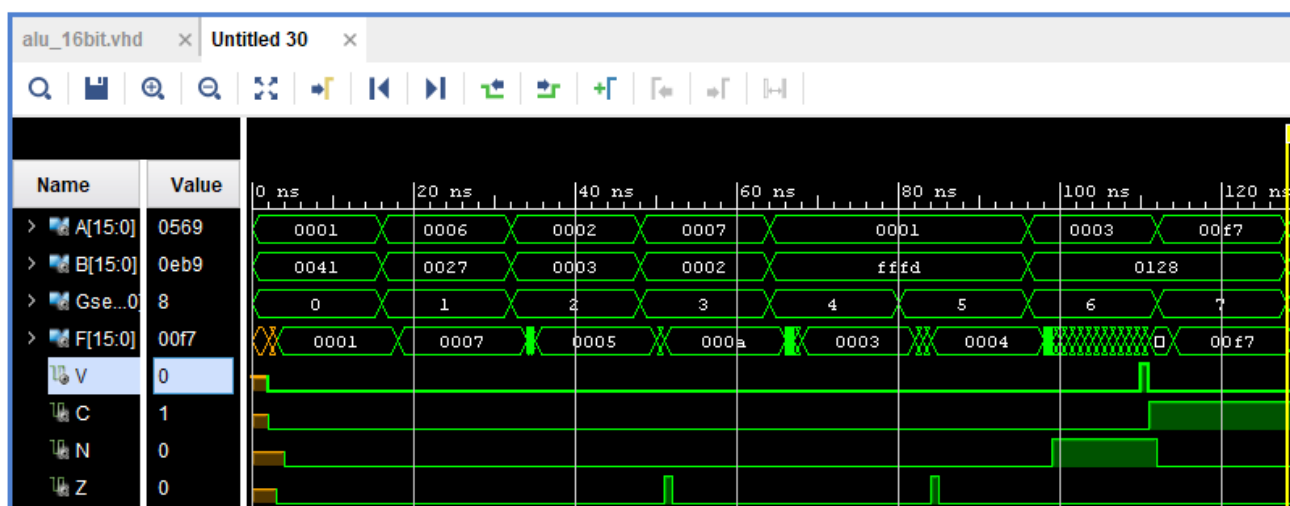 alu_16bit.vhd × Untitled 30 ×
Name Value 0 ns 20 ns 40 ns 60 ns 80 ns 100 ns 120 ns
> A[15:0] 0569 0001 0006 0002 0007 0001 0003 00f7
> B[15:0] 0eb9 0041 0027 0003 0002 fffd 0128
> Gse...0] 8 0 1 2 3 4 5 6 7
> F[15:0] 00f7 0001 0007 0005 000a 0003 0004 00f7
V 0
C 1
N 0
Z 0